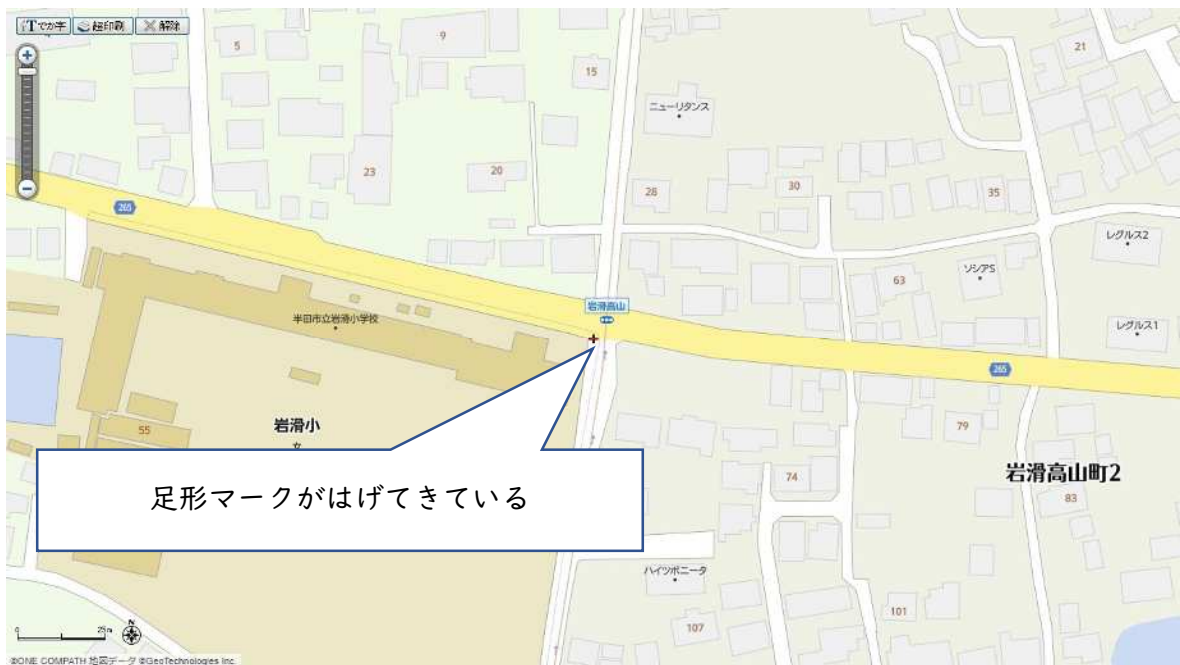 Tでか字 超印刷 解除
5
9
21
15
ニューリタンス
23
20
28
30
35
265
レグルス2
63
ソシアS
岩滑高山
半田市立岩滑小学校
レグルス1
265
岩滑小
文
55
79
74
岩滑高山町2
83
足形マークがはげてきている
ハイツボニータ
101
107
0 25m N
©ONE COMPATH 地図データ ©GeoTechnologies Inc.